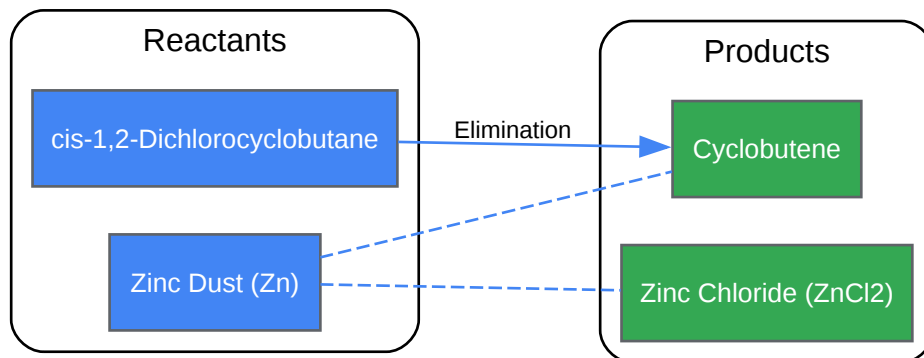 Reactants
Products
cis-1,2-Dichlorocyclobutane
Elimination
Cyclobutene
Zinc Dust (Zn)
Zinc Chloride (ZnCl2)